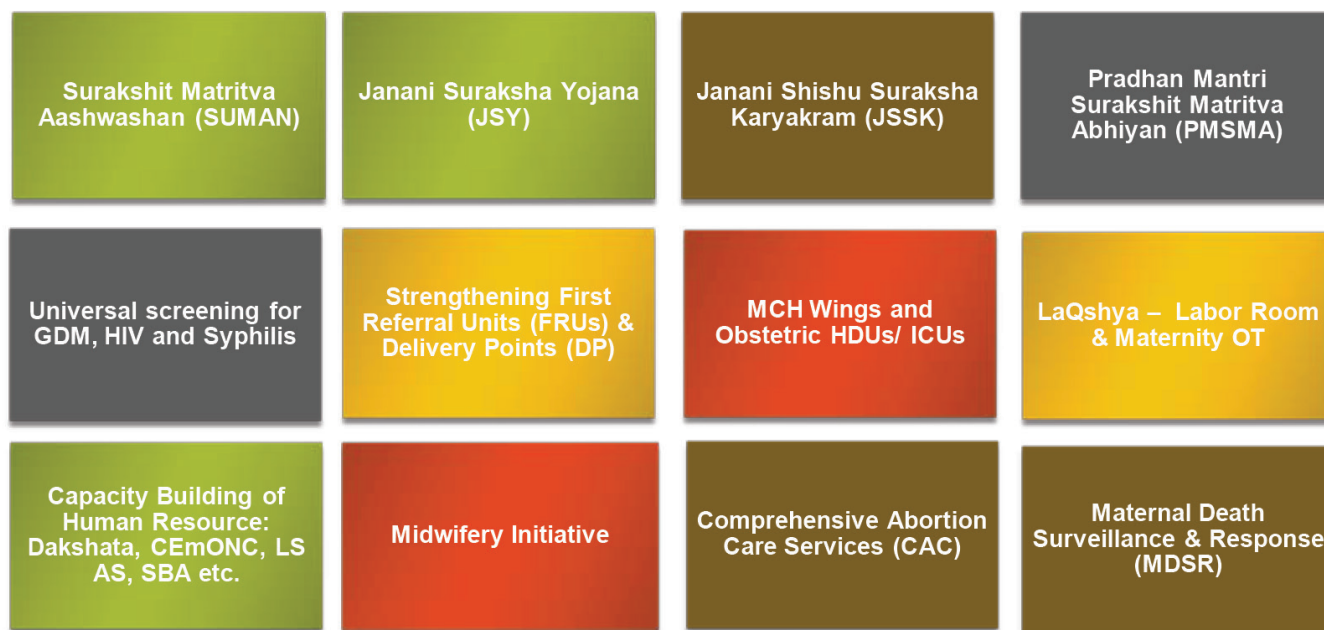 Surakshit Matritva
Aashwashan (SUMAN)
Janani Suraksha Yojana
(JSY)
Janani Shishu Suraksha
Karyakram (JSSK)
Pradhan Mantri
Surakshit Matritva
Abhiyan (PMSMA)
Universal screening for
GDM, HIV and Syphilis
Strengthening First
Referral Units (FRUs) &
Delivery Points (DP)
MCH Wings and
Obstetric HDUs/ ICUs
LaQshya – Labor Room
& Maternity OT
Capacity Building of
Human Resource:
Dakshata, CEmONC, LS
AS, SBA etc.
Midwifery Initiative
Comprehensive Abortion
Care Services (CAC)
Maternal Death
Surveillance & Response
(MDSR)